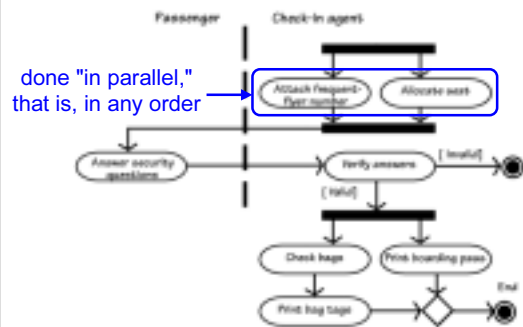 Passenger
Check-In agent
done "in parallel,"
that is, in any order
Attach frequent-
flyer number
Allocate seat
Answer security
questions
Verify answers
[ Invalid]
[ Valid]
Check bags
Print boarding pass
Print bag tags
End